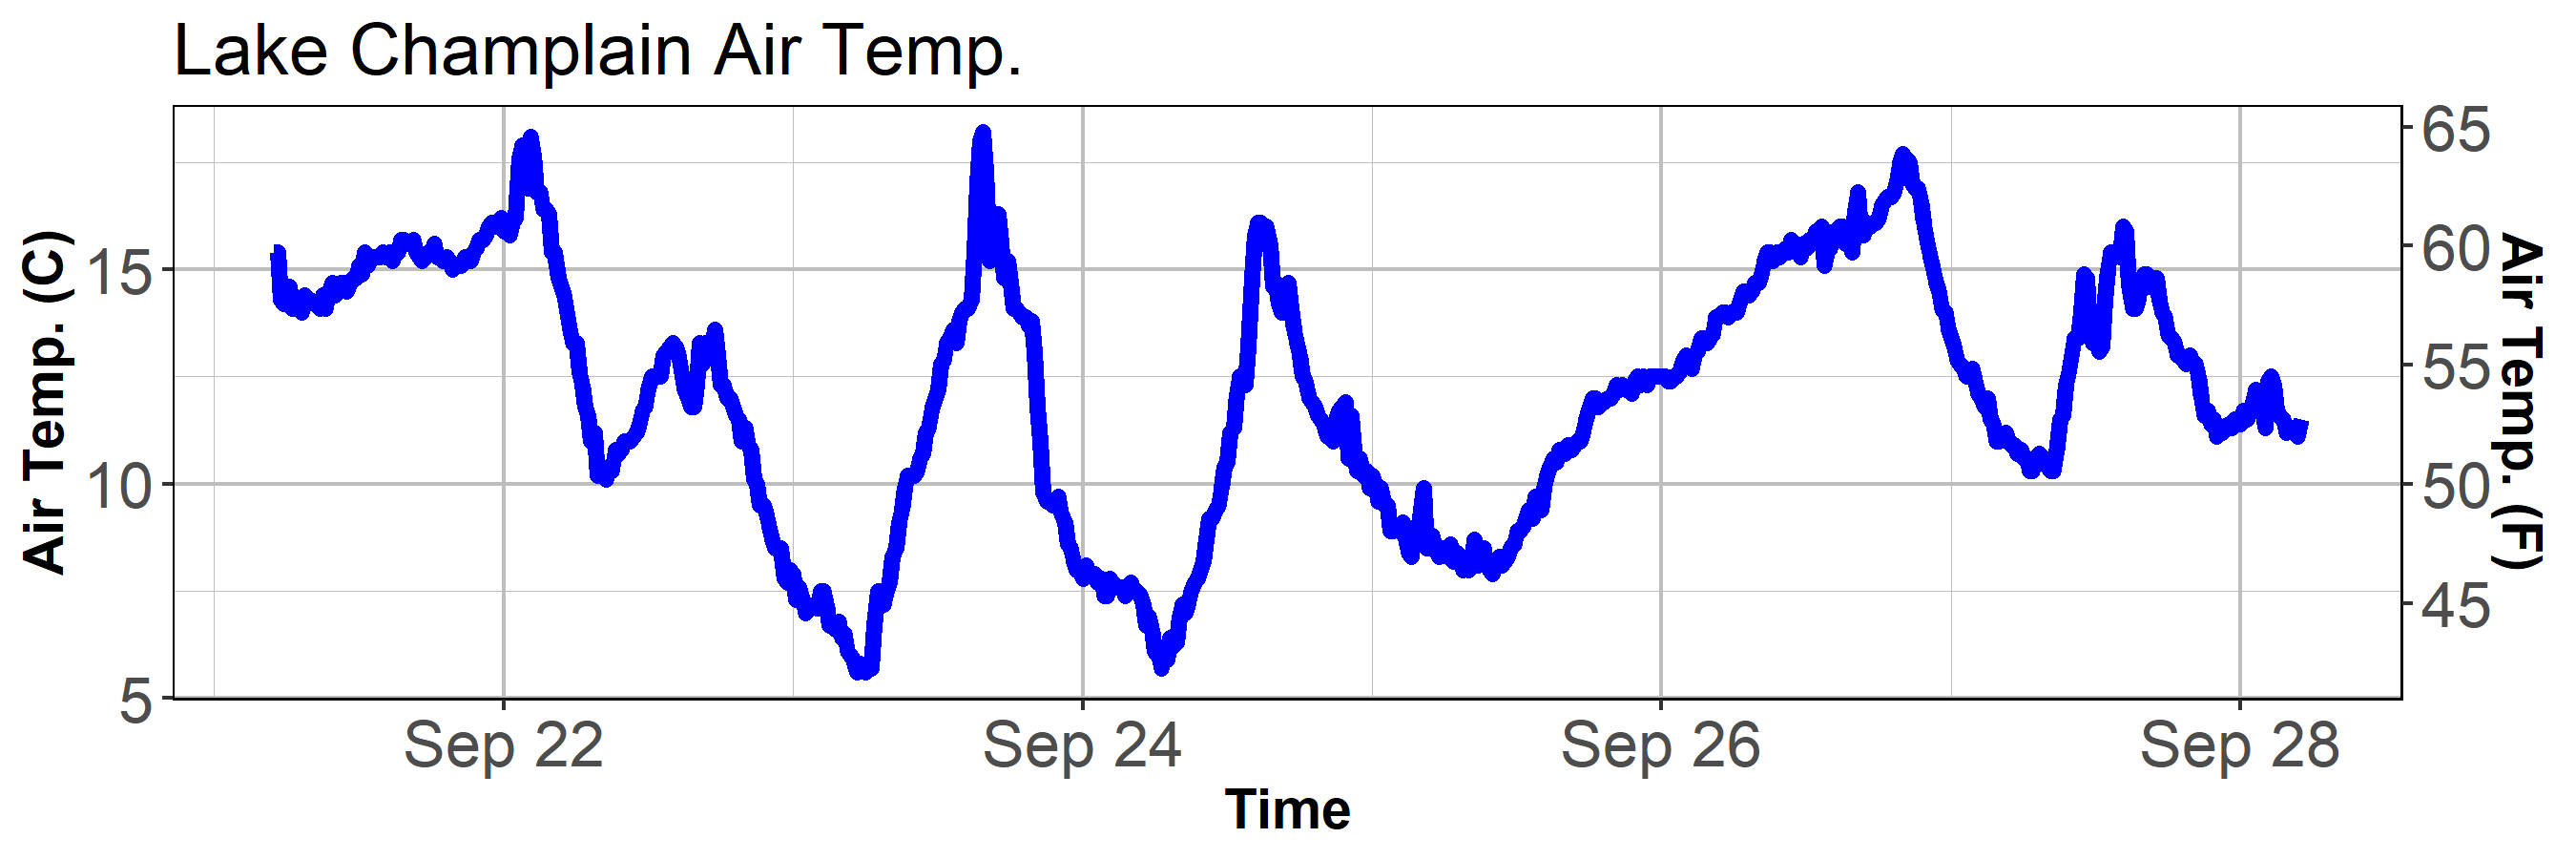 Lake Champlain Air Temp.
Air Temp. (C)
15
10
5
65
60
55
50
45
Air Temp. (F)
Sep 22
Sep 24
Sep 26
Sep 28
Time